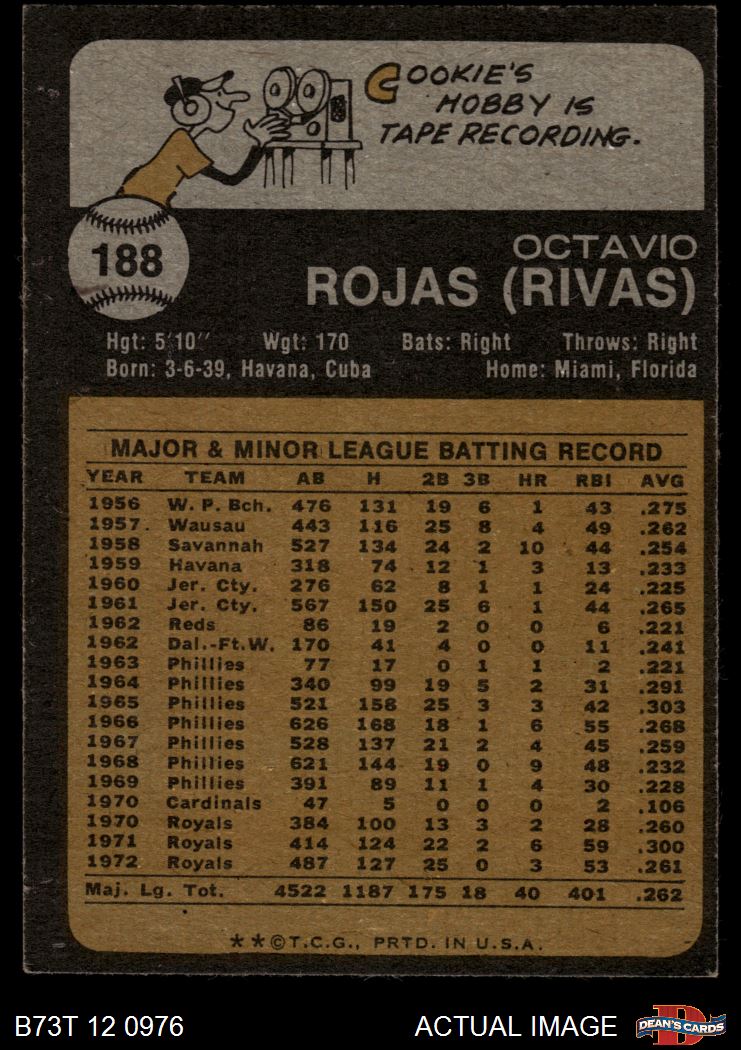 COOKIE'S
HOBBY IS
TAPE RECORDING.
188
OCTAVIO
ROJAS (RIVAS)
Hgt: 5'10" Wgt: 170 Bats: Right Throws: Right
Born: 3-6-39, Havana, Cuba Home: Miami, Florida
MAJOR & MINOR LEAGUE BATTING RECORD
YEAR TEAM AB H 2B 3B HR RBI AVG
1956 W. P. Bch. 476 131 19 6 1 43 .275
1957. Wausau 443 116 25 8 4 49 .262
1958 Savannah 527 134 24 2 10 44 .254
1959 Havana 318 74 12 1 3 13 .233
1960 Jer. Cty. 276 62 8 1 1 24 .225
1961 Jer. Cty. 567 150 25 6 1 44 .265
1962 Reds 86 19 2 0 0 6 .221
1962 Dal.-Ft.W. 170 41 4 0 0 11 .241
1963 Phillies 77 17 0 1 1 2 .221
1964 Phillies 340 99 19 5 2 31 .291
1965 Phillies 521 158 25 3 3 42 .303
1966 Phillies 626 168 18 1 6 55 .268
1967 Phillies 528 137 21 2 4 45 .259
1968 Phillies 621 144 19 0 9 48 .232
1969 Phillies 391 89 11 1 4 30 .228
1970 Cardinals 47 5 0 0 0 2 .106
1970 Royals 384 100 13 3 2 28 .260
1971 Royals 414 124 22 2 6 59 .300
1972 Royals 487 127 25 0 3 53 .261
Maj. Lg. Tot. 4522 1187 175 18 40 401 .262
**©T.C.G., PRTD. IN U.S.A.
B73T 12 0976 ACTUAL IMAGE DEAN'S CARDS